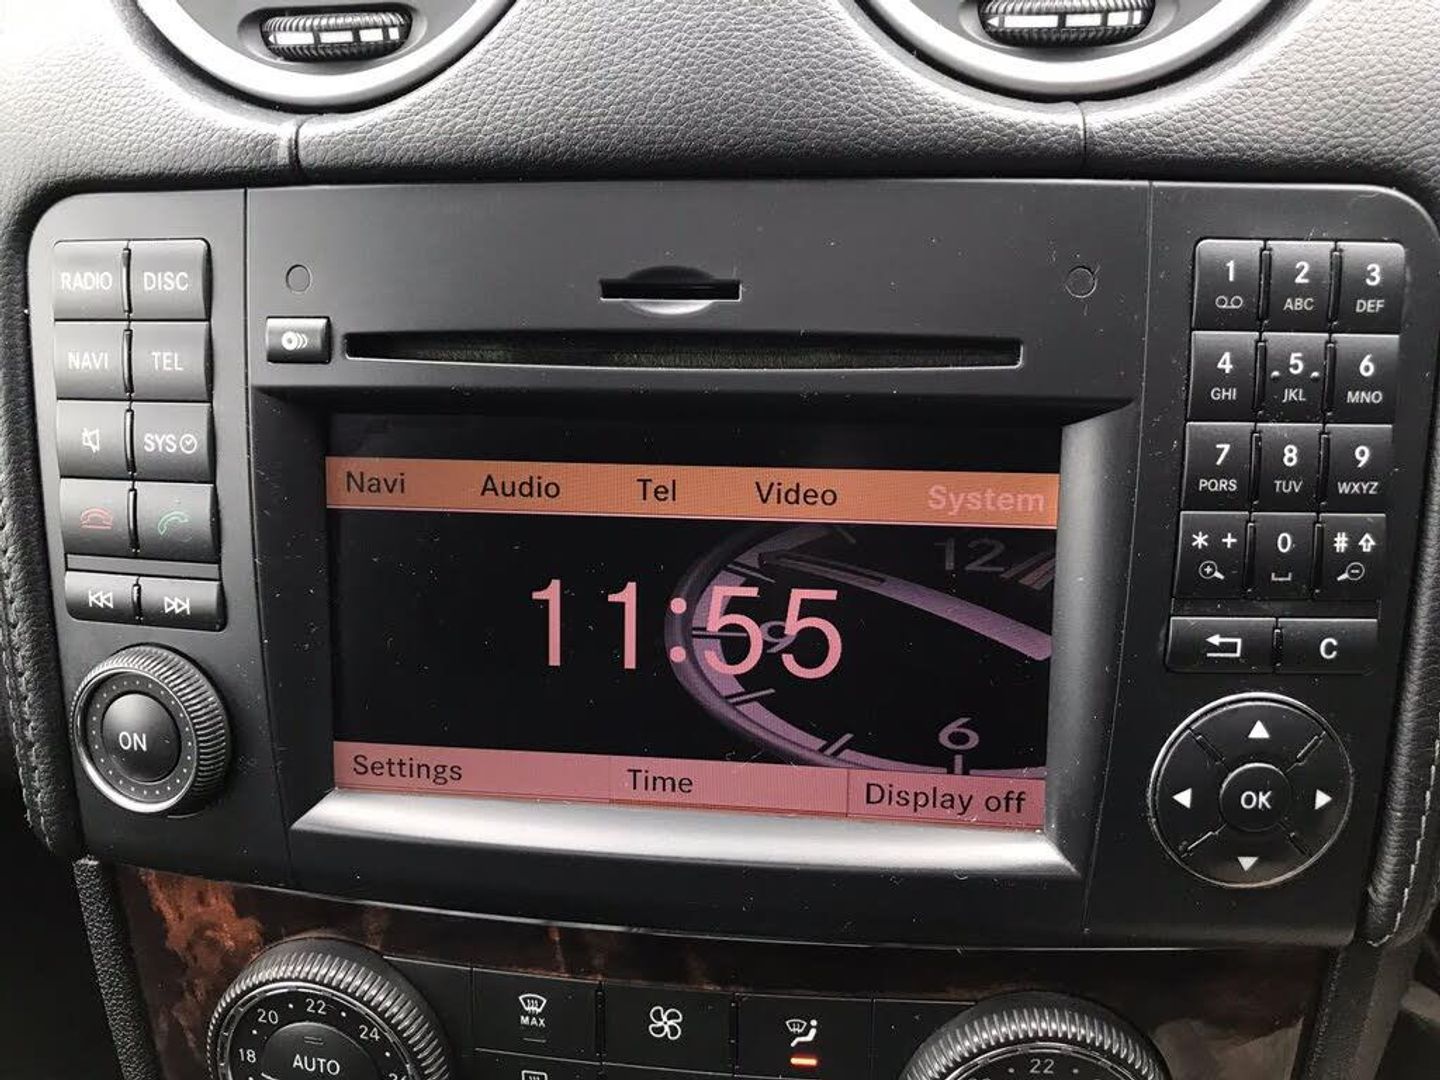 RADIO DISC
NAVI TEL
SYS
ON
Navi Audio Tel Video System
12
11:55
9
6
Settings Time Display off
1 2 3
ABC DEF
4 5 6
GHI JKL MNO
7 8 9
PQRS TUV WXYZ
* + 0 #
C
OK
18 20 22 24
AUTO
MAX
22